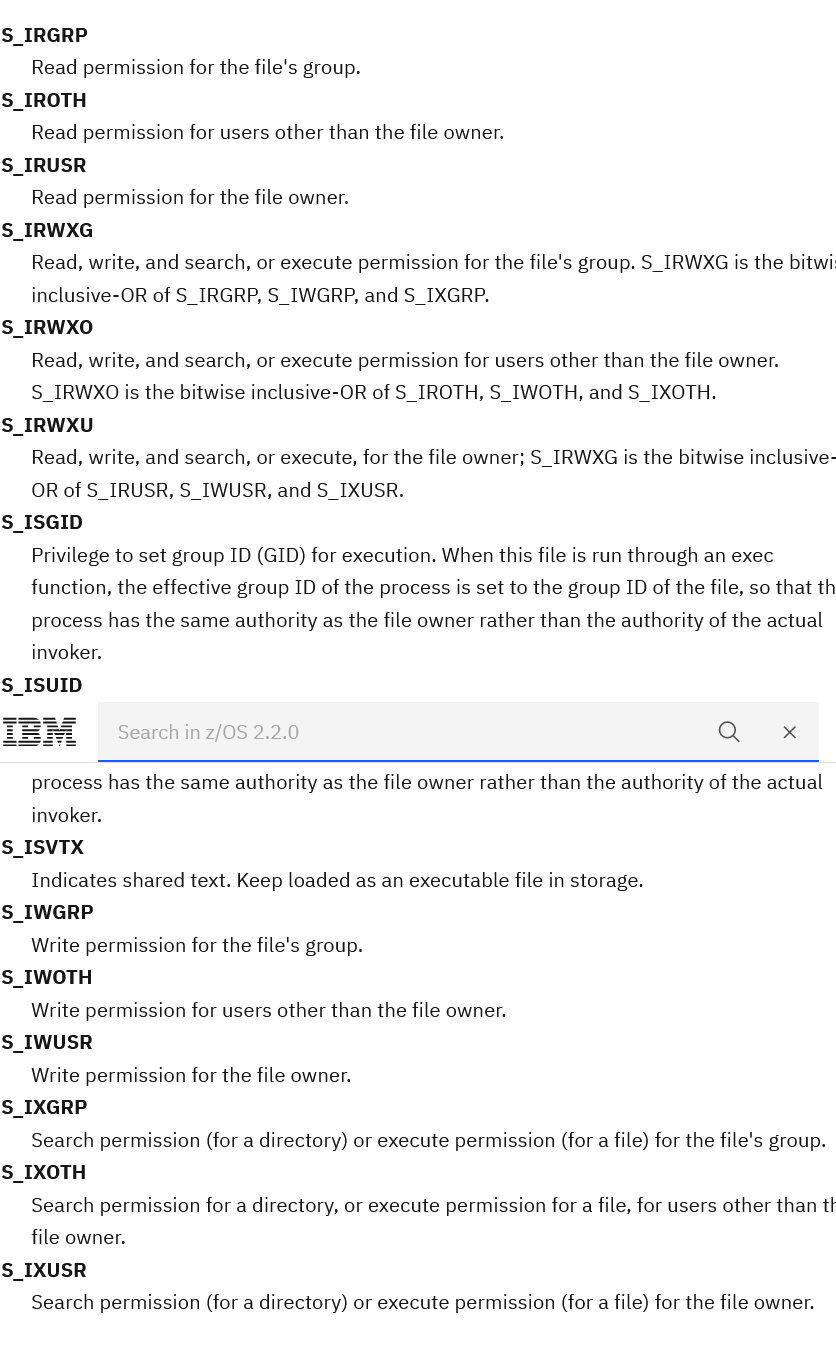 S_IRGRP
Read permission for the file's group.
S_IROTH
Read permission for users other than the file owner.
S_IRUSR
Read permission for the file owner.
S_IRWXG
Read, write, and search, or execute permission for the file's group. S_IRWXG is the bitwis
inclusive-OR of S_IRGRP, S_IWGRP, and S_IXGRP.
S_IRWXO
Read, write, and search, or execute permission for users other than the file owner.
S_IRWXO is the bitwise inclusive-OR of S_IROTH, S_IWOTH, and S_IXOTH.
S_IRWXU
Read, write, and search, or execute, for the file owner; S_IRWXG is the bitwise inclusive-
OR of S_IRUSR, S_IWUSR, and S_IXUSR.
S_ISGID
Privilege to set group ID (GID) for execution. When this file is run through an exec
function, the effective group ID of the process is set to the group ID of the file, so that th
process has the same authority as the file owner rather than the authority of the actual
invoker.
S_ISUID
IBM Search in z/OS 2.2.0
process has the same authority as the file owner rather than the authority of the actual
invoker.
S_ISVTX
Indicates shared text. Keep loaded as an executable file in storage.
S_IWGRP
Write permission for the file's group.
S_IWOTH
Write permission for users other than the file owner.
S_IWUSR
Write permission for the file owner.
S_IXGRP
Search permission (for a directory) or execute permission (for a file) for the file's group.
S_IXOTH
Search permission for a directory, or execute permission for a file, for users other than th
file owner.
S_IXUSR
Search permission (for a directory) or execute permission (for a file) for the file owner.